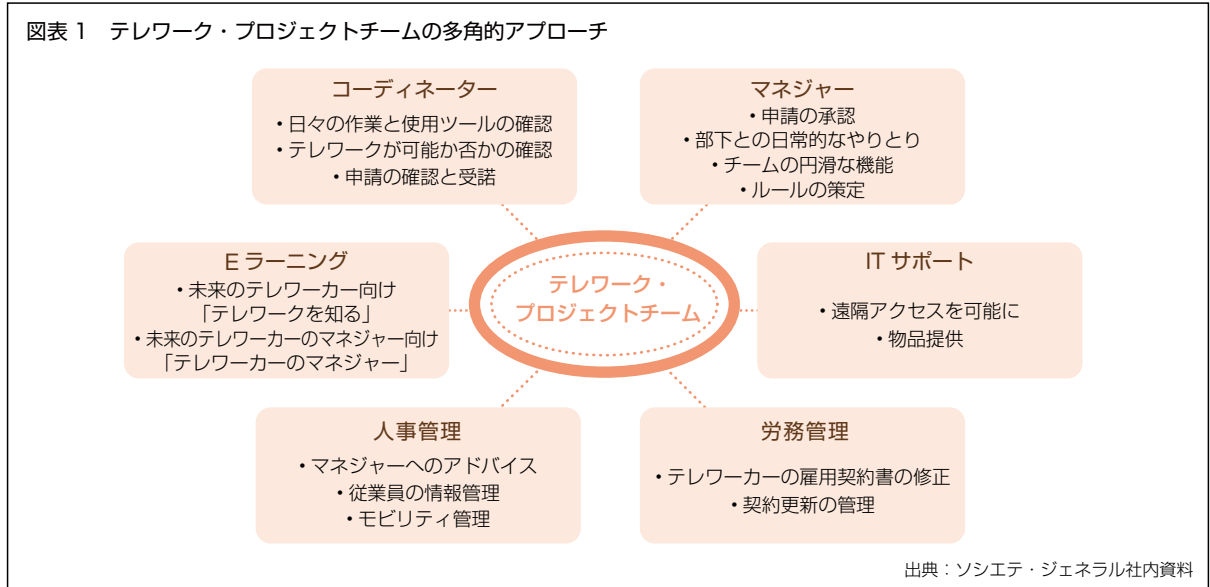 図表 1　テレワーク・プロジェクトチームの多角的アプローチ
コーディネーター
• 日々の作業と使用ツールの確認
• テレワークが可能か否かの確認
• 申請の確認と受諾
マネジャー
• 申請の承認
• 部下との日常的なやりとり
• チームの円滑な機能
• ルールの策定
E ラーニング
• 未来のテレワーカー向け
「テレワークを知る」
• 未来のテレワーカーのマネジャー向け
「テレワーカーのマネジャー」
テレワーク・
プロジェクトチーム
IT サポート
• 遠隔アクセスを可能に
• 物品提供
人事管理
• マネジャーへのアドバイス
• 従業員の情報管理
• モビリティ管理
労務管理
• テレワーカーの雇用契約書の修正
• 契約更新の管理
出典：ソシエテ・ジェネラル社内資料